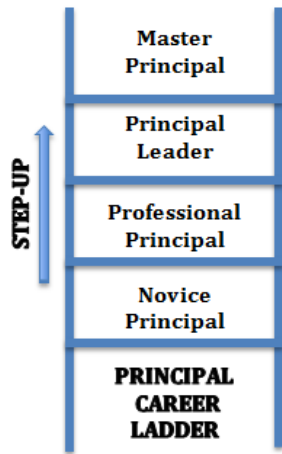 Master
Principal
Principal
Leader
STEP-UP
Professional
Principal
Novice
Principal
PRINCIPAL
CAREER
LADDER